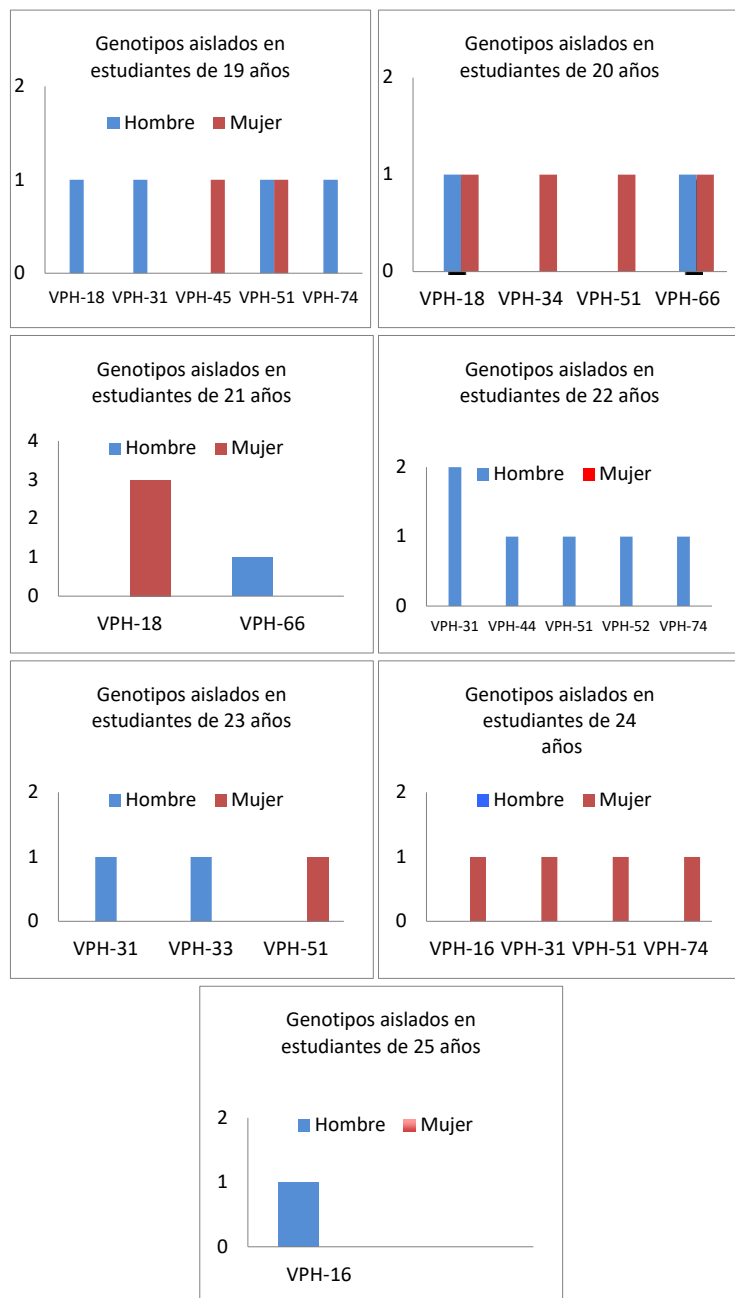 Genotipos aislados en
estudiantes de 19 años
2
Hombre Mujer
1
0
VPH-18 VPH-31 VPH-45 VPH-51 VPH-74
Genotipos aislados en
estudiantes de 20 años
2
1
0
VPH-18 VPH-34 VPH-51 VPH-66
Genotipos aislados en
estudiantes de 21 años
4
Hombre Mujer
3
2
1
0
VPH-18 VPH-66
Genotipos aislados en
estudiantes de 22 años
2
Hombre Mujer
1
0
VPH-31 VPH-44 VPH-51 VPH-52 VPH-74
Genotipos aislados en
estudiantes de 23 años
2
Hombre Mujer
1
0
VPH-31 VPH-33 VPH-51
Genotipos aislados en
estudiantes de 24
años
2
Hombre Mujer
1
0
VPH-16 VPH-31 VPH-51 VPH-74
Genotipos aislados en
estudiantes de 25 años
2
Hombre Mujer
1
0
VPH-16